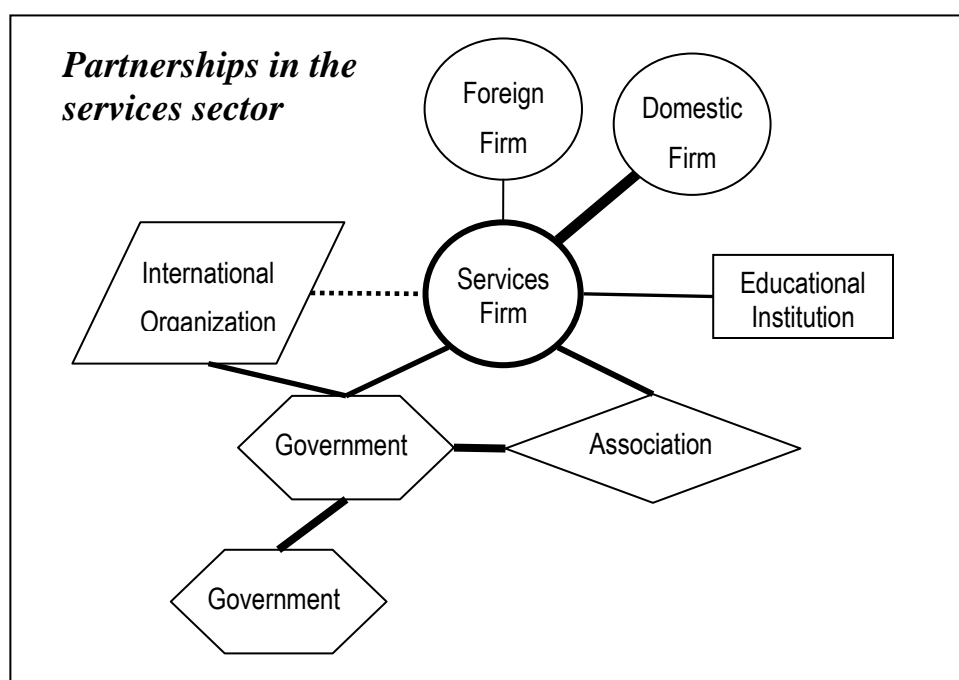 Partnerships in the
services sector
Foreign
Firm
Domestic
Firm
International
Organization
Services
Firm
Educational
Institution
Government
Association
Government